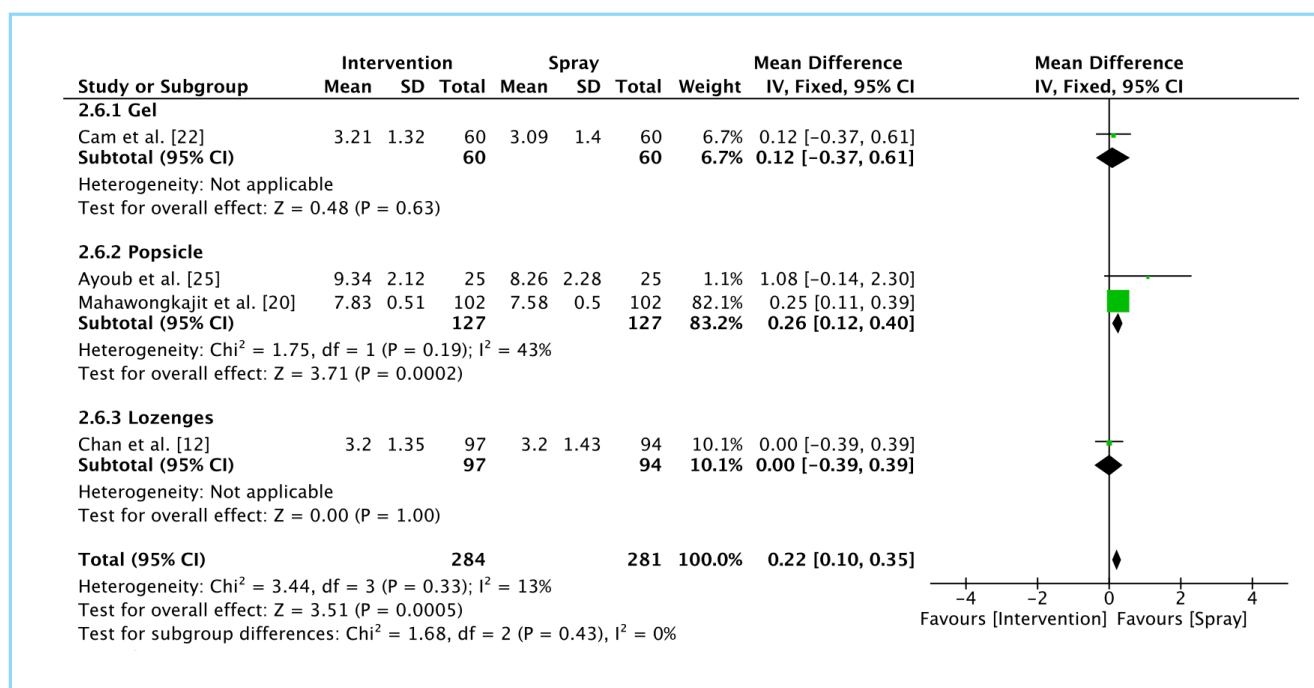 Intervention Spray Mean Difference Mean Difference
Study or Subgroup Mean SD Total Mean SD Total Weight IV, Fixed, 95% CI IV, Fixed, 95% CI
2.6.1 Gel
Cam et al. [22] 3.21 1.32 60 3.09 1.4 60 6.7% 0.12 [−0.37, 0.61]
Subtotal (95% CI) 60 60 6.7% 0.12 [−0.37, 0.61]
Heterogeneity: Not applicable
Test for overall effect: Z = 0.48 (P = 0.63)
2.6.2 Popsicle
Ayoub et al. [25] 9.34 2.12 25 8.26 2.28 25 1.1% 1.08 [−0.14, 2.30]
Mahawongkajit et al. [20] 7.83 0.51 102 7.58 0.5 102 82.1% 0.25 [0.11, 0.39]
Subtotal (95% CI) 127 127 83.2% 0.26 [0.12, 0.40]
Heterogeneity: Chi² = 1.75, df = 1 (P = 0.19); I² = 43%
Test for overall effect: Z = 3.71 (P = 0.0002)
2.6.3 Lozenges
Chan et al. [12] 3.2 1.35 97 3.2 1.43 94 10.1% 0.00 [−0.39, 0.39]
Subtotal (95% CI) 97 94 10.1% 0.00 [−0.39, 0.39]
Heterogeneity: Not applicable
Test for overall effect: Z = 0.00 (P = 1.00)
Total (95% CI) 284 281 100.0% 0.22 [0.10, 0.35]
Heterogeneity: Chi² = 3.44, df = 3 (P = 0.33); I² = 13%
Test for overall effect: Z = 3.51 (P = 0.0005)
Test for subgroup differences: Chi² = 1.68, df = 2 (P = 0.43), I² = 0%
−4 −2 0 2 4
Favours [Intervention] Favours [Spray]